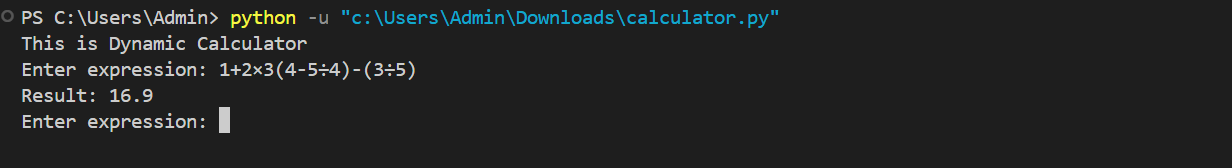 PS C:\Users\Admin> python -u "c:\Users\Admin\Downloads\calculator.py"
This is Dynamic Calculator
Enter expression: 1+2×3(4-5÷4)-(3÷5)
Result: 16.9
Enter expression: